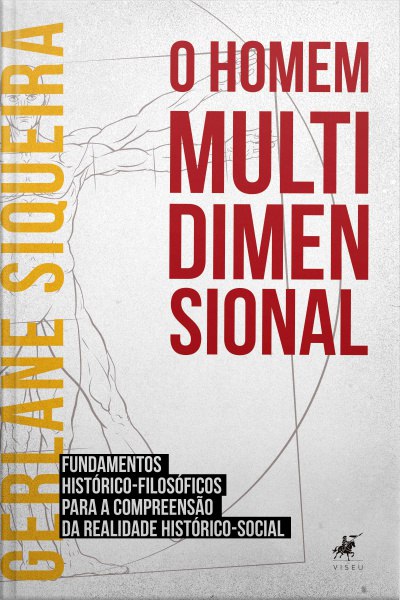 GERLANE SIQUEIRA
O HOMEM
MULTI
DIMEN
SIONAL
FUNDAMENTOS
HISTÓRICO-FILOSÓFICOS
PARA A COMPREENSÃO
DA REALIDADE HISTÓRICO-SOCIAL
VISEU